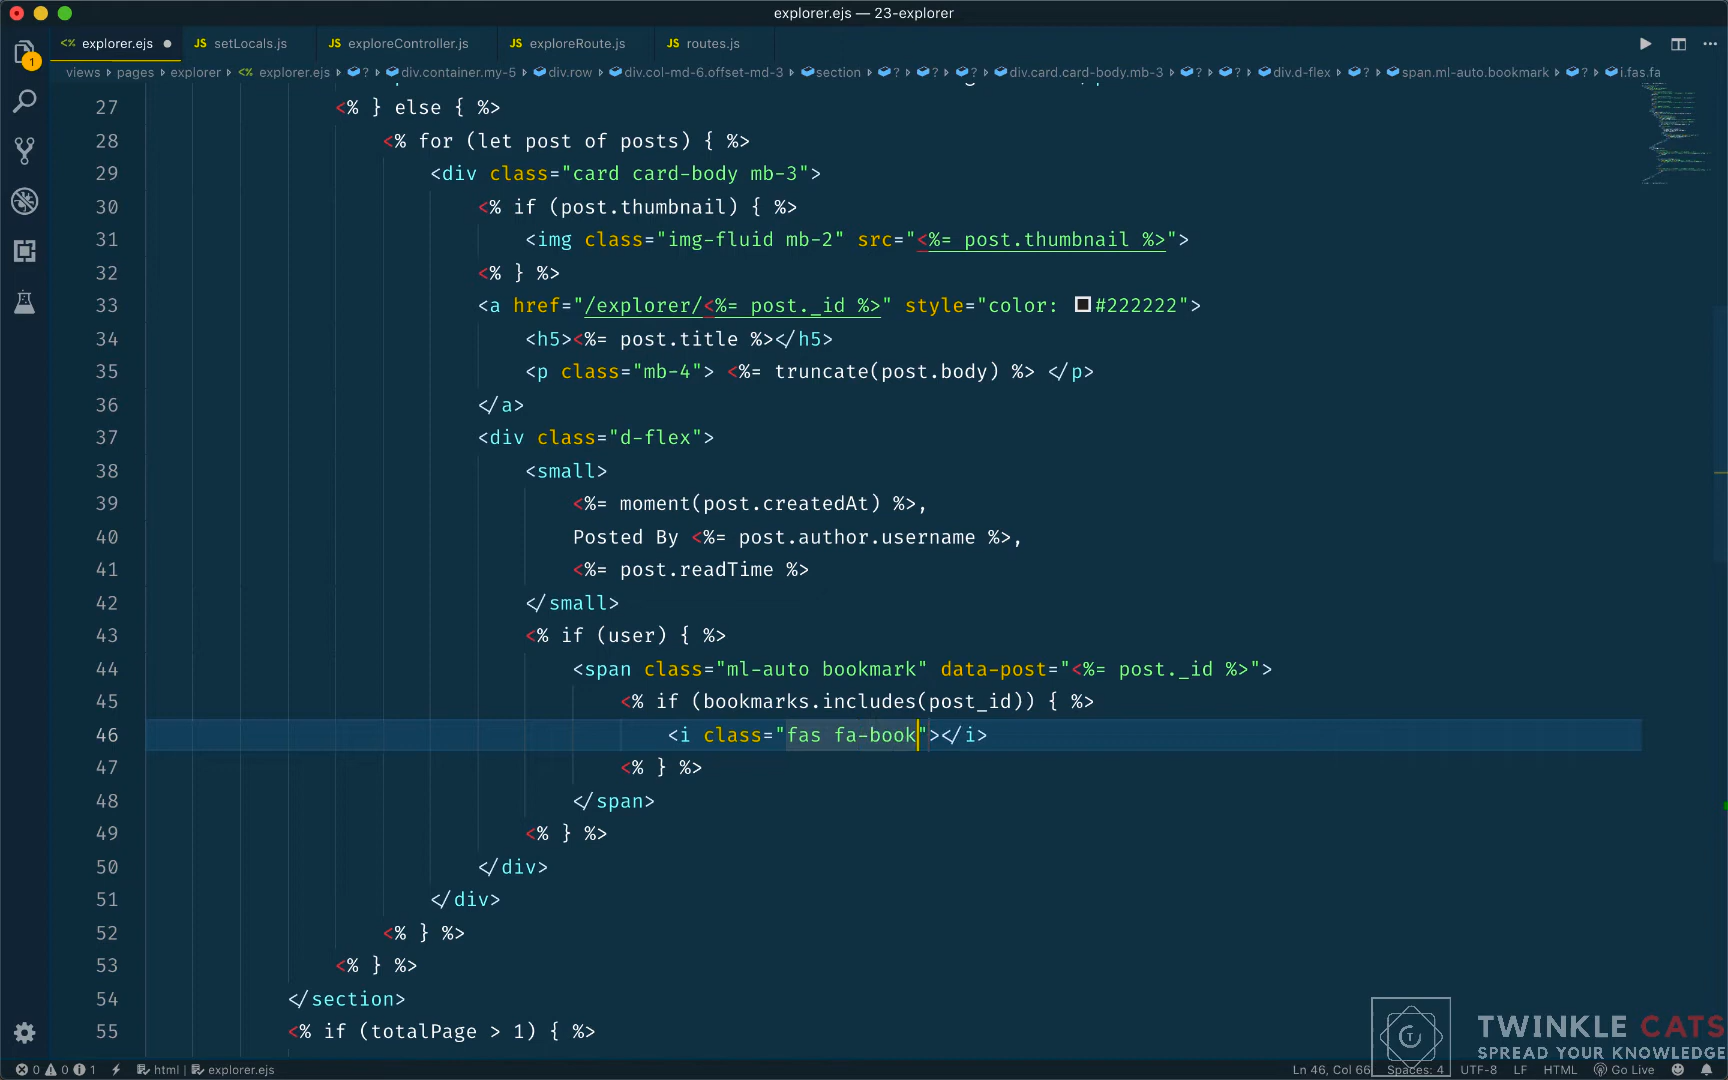 explorer.ejs — 23-explorer
<% explorer.ejs ● JS setLocals.js JS exploreController.js JS exploreRoute.js JS routes.js
views > pages > explorer > <% explorer.ejs > ? > div.container.my-5 > div.row > div.col-md-6.offset-md-3 > section > ? > ? > ? > div.card.card-body.mb-3 > ? > ? > div.d-flex > ? > span.ml-auto.bookmark > ? > i.fas.fa
1
27 <% } else { %>
28 <% for (let post of posts) { %>
29 <div class="card card-body mb-3">
30 <% if (post.thumbnail) { %>
31 <img class="img-fluid mb-2" src="<%= post.thumbnail %>">
32 <% } %>
33 <a href="/explorer/<%= post._id %>" style="color: #222222">
34 <h5><%= post.title %></h5>
35 <p class="mb-4"> <%= truncate(post.body) %> </p>
36 </a>
37 <div class="d-flex">
38 <small>
39 <%= moment(post.createdAt) %>,
40 Posted By <%= post.author.username %>,
41 <%= post.readTime %>
42 </small>
43 <% if (user) { %>
44 <span class="ml-auto bookmark" data-post="<%= post._id %>">
45 <% if (bookmarks.includes(post_id)) { %>
46 <i class="fas fa-book"></i>
47 <% } %>
48 </span>
49 <% } %>
50 </div>
51 </div>
52 <% } %>
53 <% } %>
54 </section>
55 <% if (totalPage > 1) { %>
TWINKLE CATS
SPREAD YOUR KNOWLEDGE
0 0 1 html | explorer.ejs Ln 46, Col 66 Spaces: 4 UTF-8 LF HTML Go Live